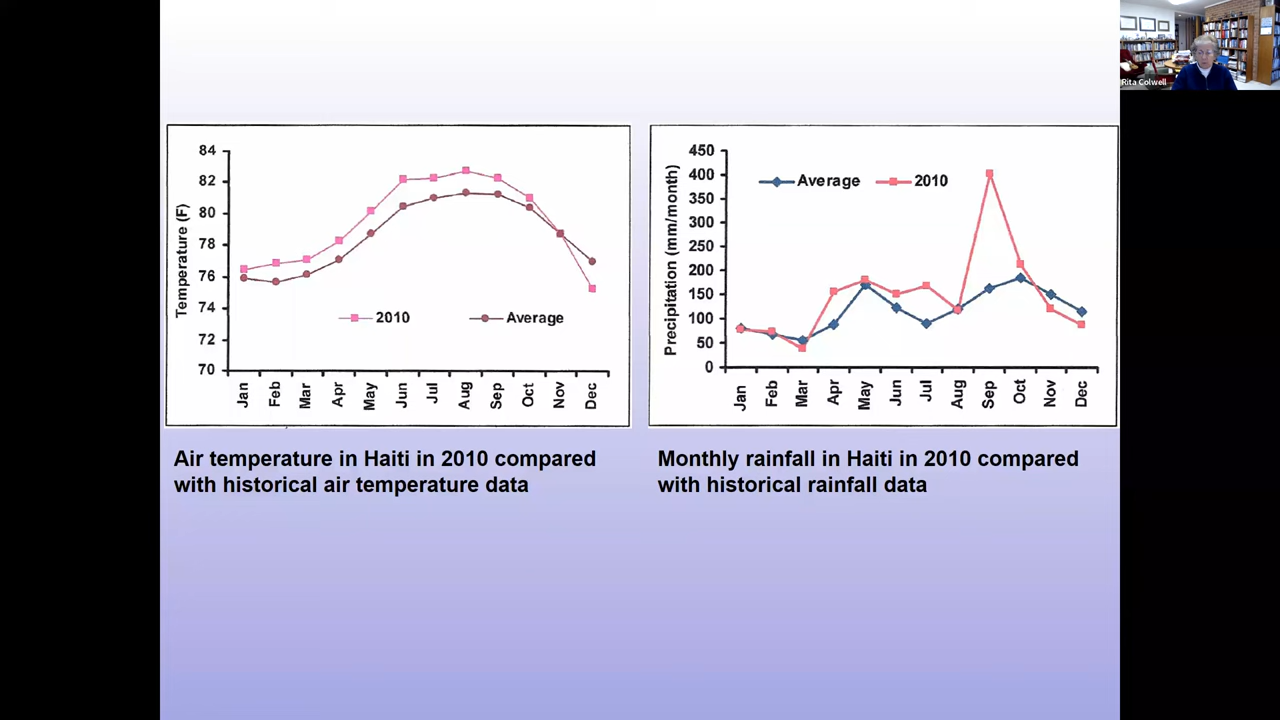 Rita Colwell
84
82
80
78
76
74
72
70
Temperature (F)
2010
Average
Jan
Feb
Mar
Apr
May
Jun
Jul
Aug
Sep
Oct
Nov
Dec
450
400
350
300
250
200
150
100
50
0
Precipitation (mm/month)
Average
2010
Jan
Feb
Mar
Apr
May
Jun
Jul
Aug
Sep
Oct
Nov
Dec
Air temperature in Haiti in 2010 compared
with historical air temperature data
Monthly rainfall in Haiti in 2010 compared
with historical rainfall data